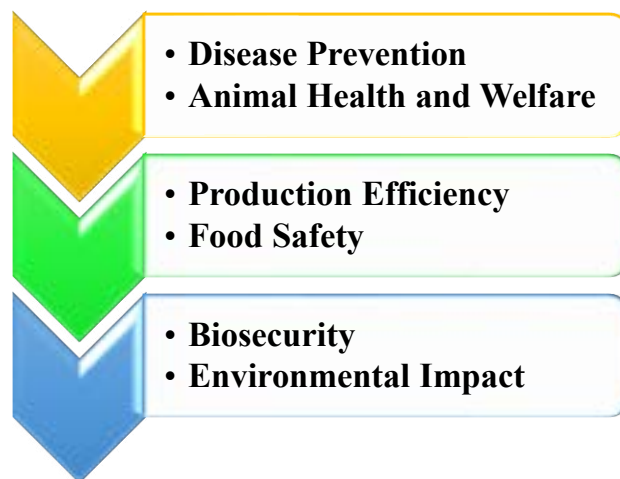 • Disease Prevention
• Animal Health and Welfare
• Production Efficiency
• Food Safety
• Biosecurity
• Environmental Impact